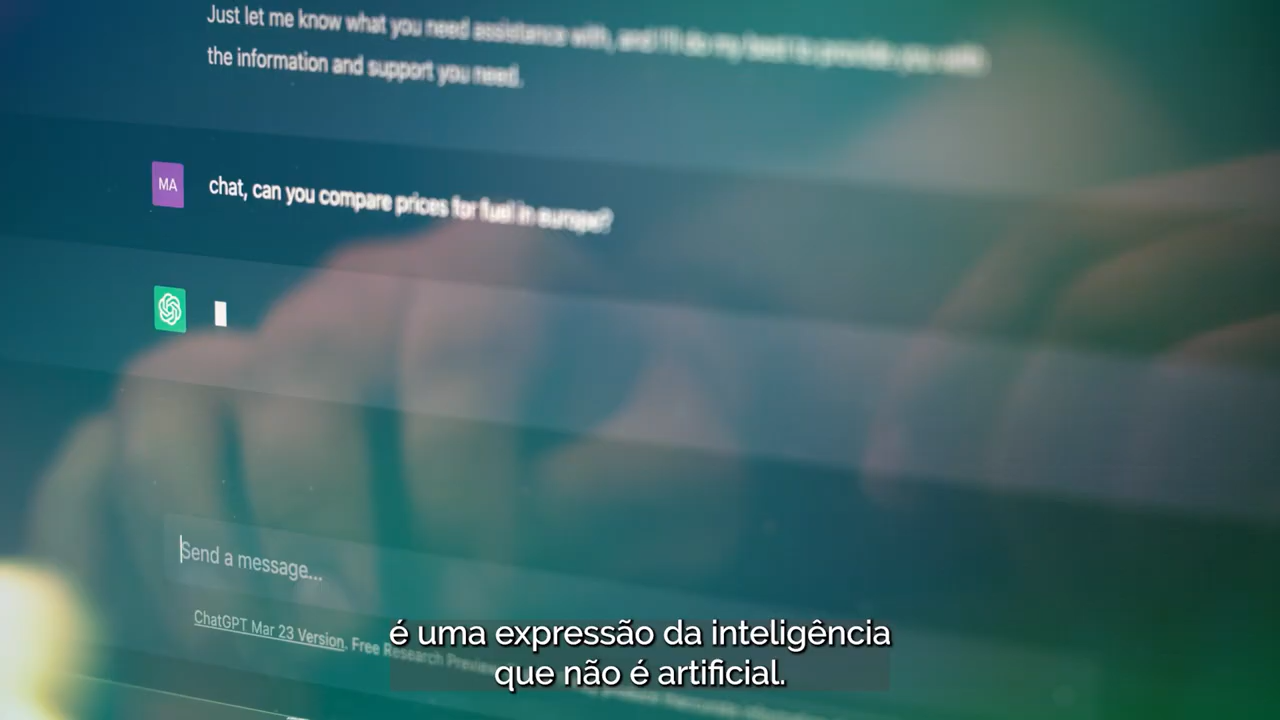 Just let me know what you need assistance with, and I'll do my best to provide you with
the information and support you need.
MA
chat, can you compare prices for fuel in europe?
Send a message...
ChatGPT Mar 23 Version. Free Research Preview
é uma expressão da inteligência
que não é artificial.